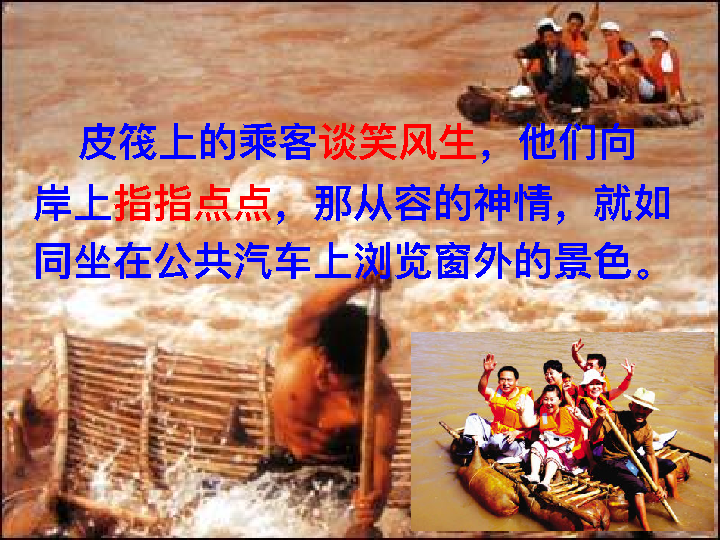 皮筏上的乘客谈笑风生，他们向
岸上指指点点，那从容的神情，就如
同坐在公共汽车上浏览窗外的景色。